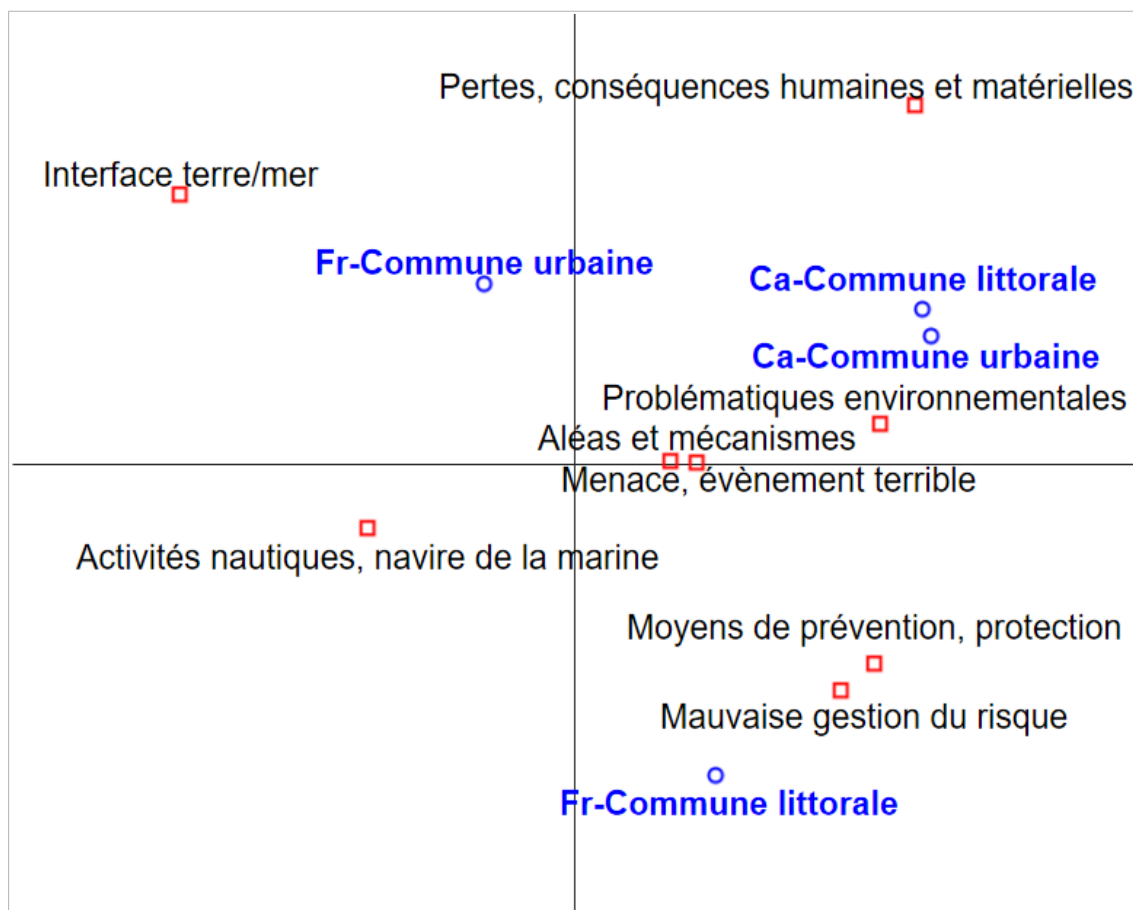 Pertes, conséquences humaines et matérielles
Interface terre/mer
Fr-Commune urbaine
Ca-Commune littorale
Ca-Commune urbaine
Problématiques environnementales
Aléas et mécanismes
Menace, évènement terrible
Activités nautiques, navire de la marine
Moyens de prévention, protection
Mauvaise gestion du risque
Fr-Commune littorale